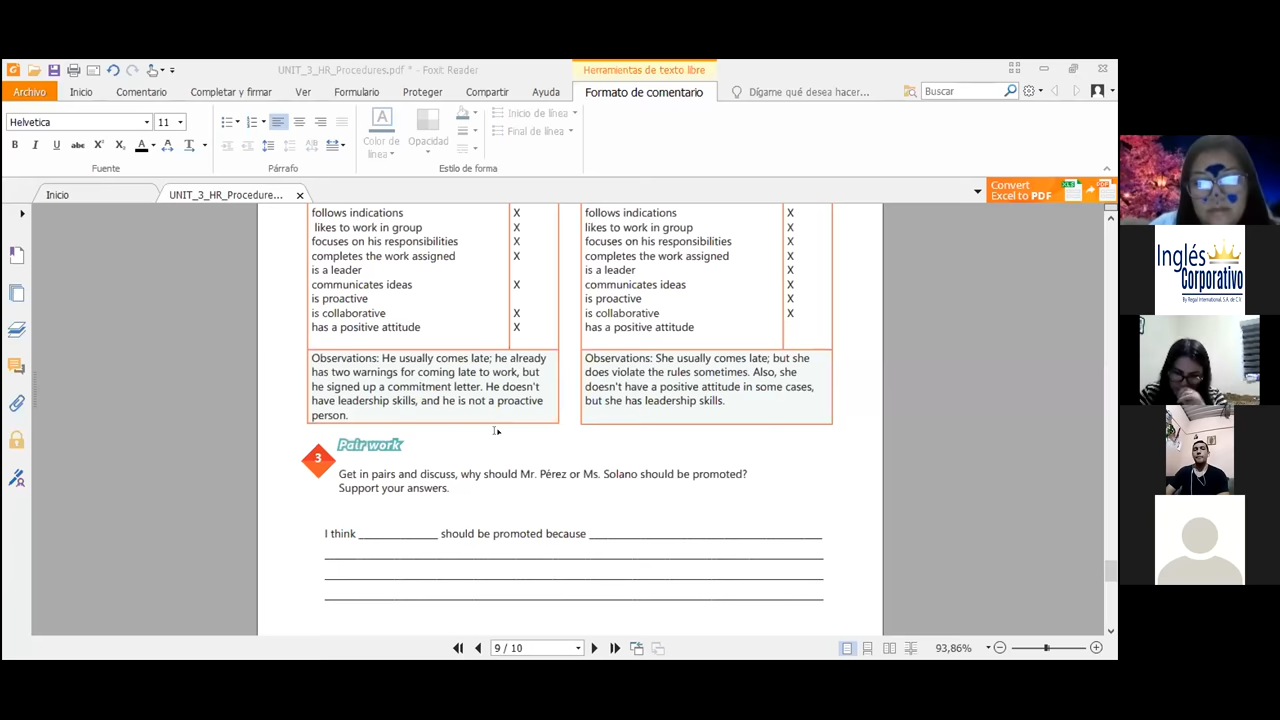 UNIT_3_HR_Procedures.pdf * - Foxit Reader
Herramientas de texto libre
Archivo
Inicio
Comentario
Completar y firmar
Ver
Formulario
Proteger
Compartir
Ayuda
Formato de comentario
Dígame qué desea hacer...
Buscar
Helvetica
11
Color de línea
Opacidad
Inicio de línea
Final de línea
Fuente
Párrafo
Estilo de forma
Inicio
UNIT_3_HR_Procedure...
Convert
Excel to PDF
follows indications X
likes to work in group X
focuses on his responsibilities X
completes the work assigned X
is a leader
communicates ideas X
is proactive
is collaborative X
has a positive attitude X
Observations: He usually comes late; he already
has two warnings for coming late to work, but
he signed up a commitment letter. He doesn't
have leadership skills, and he is not a proactive
person.
follows indications X
likes to work in group X
focuses on his responsibilities X
completes the work assigned X
is a leader X
communicates ideas X
is proactive X
is collaborative X
has a positive attitude
Observations: She usually comes late; but she
does violate the rules sometimes. Also, she
doesn't have a positive attitude in some cases,
but she has leadership skills.
3
Pair work
Get in pairs and discuss, why should Mr. Pérez or Ms. Solano should be promoted?
Support your answers.
I think _____________ should be promoted because ____________________________________
9 / 10
93,86%
Inglés
Corporativo
By Regal International, S.A. de C.V.